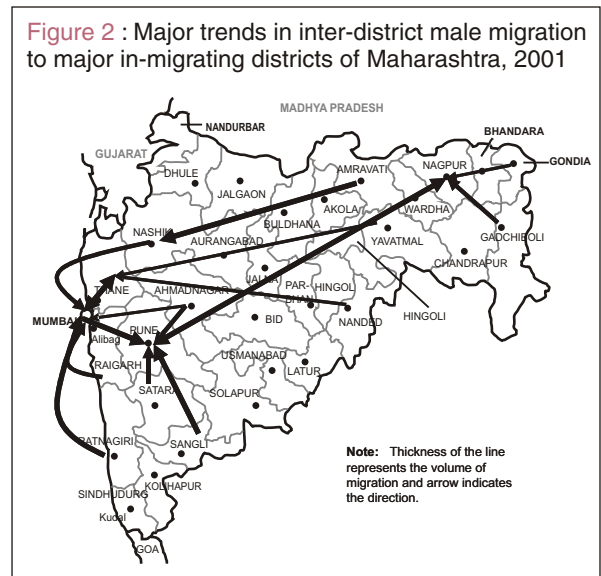 Figure 2 : Major trends in inter-district male migration
to major in-migrating districts of Maharashtra, 2001
MADHYA PRADESH
NANDURBAR
BHANDARA
GUJARAT
GONDIA
DHULE
JALGAON
AMRAVATI
NAGPUR
AKOLA
WARDHA
BULDHANA
NASHIK
AURANGABAD
YAVATMAL
GADCHIROLI
CHANDRAPUR
JALNA
THANE
AHMADNAGAR
PAR-
BHANI
HINGOLI
HINGOLI
MUMBAI
NANDED
BID
Alibag
PUNE
USMANABAD
RAIGARH
LATUR
SATARA
SOLAPUR
RATNAGIRI
SANGLI
Note: Thickness of the line
represents the volume of
migration and arrow indicates
the direction.
KOLHAPUR
SINDHUDURG
Kudal
GOA